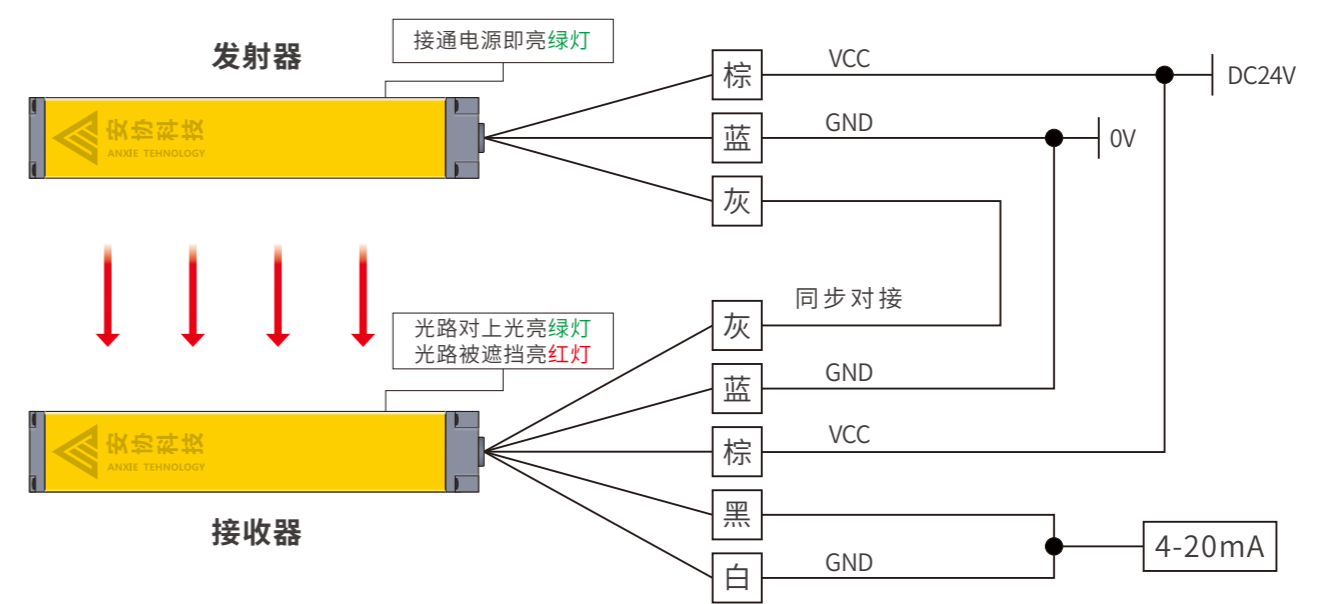 发射器
接通电源即亮绿灯
安协科技
ANXIE TEHNOLOGY
棕
VCC
DC24V
蓝
GND
0V
灰
同步对接
灰
光路对上光亮绿灯
光路被遮挡亮红灯
蓝
GND
安协科技
ANXIE TEHNOLOGY
棕
VCC
接收器
黑
4-20mA
白
GND